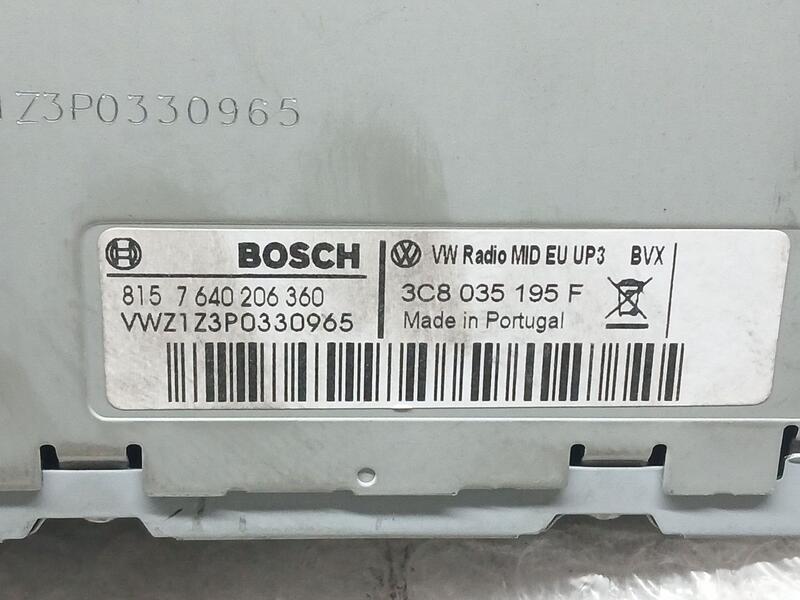 1Z3P0330965
BOSCH
815 7 640 206 360
VWZ1Z3P0330965
VW Radio MID EU UP3 BVX
3C8 035 195 F
Made in Portugal